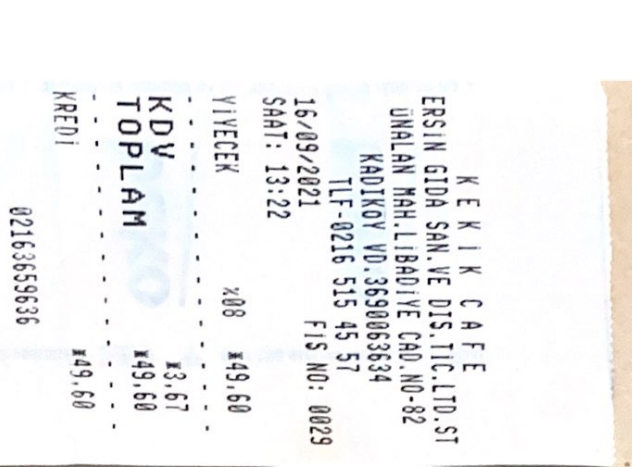 K E K İ K C A F E
ERSİN GIDA SAN.VE DIS.TİC.LTD.ST
ÜNALAN MAH.LİBADİYE CAD.NO-82
KADIKOY VD:3690063634
TLF-0216 515 45 57
16/09/2021 FİŞ NO: 0029
SAAT: 13:22
YİYECEK %08 *49,60
KDV *3,67
TOPLAM *49,60
KREDİ *49,60
02163659636